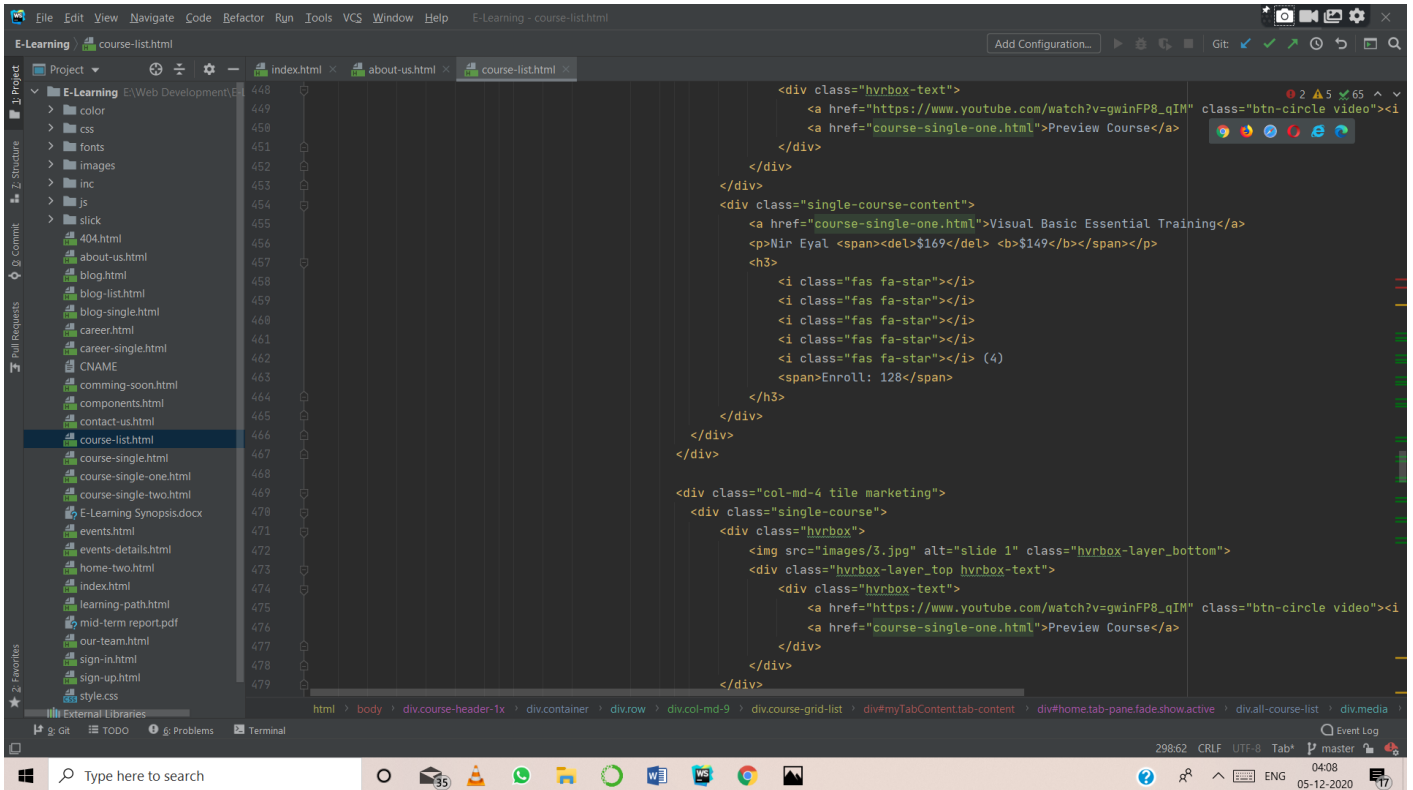 File Edit View Navigate Code Refactor Run Tools VCS Window Help E-Learning - course-list.html
E-Learning course-list.html Add Configuration... Git:
Project index.html about-us.html course-list.html
1: Project
Z: Structure
0: Commit
Pull Requests
2: Favorites
E-Learning E:\Web Development\E-L
color
css
fonts
images
inc
js
slick
404.html
about-us.html
blog.html
blog-list.html
blog-single.html
career.html
career-single.html
CNAME
comming-soon.html
components.html
contact-us.html
course-list.html
course-single.html
course-single-one.html
course-single-two.html
E-Learning Synopsis.docx
events.html
events-details.html
home-two.html
index.html
learning-path.html
mid-term report.pdf
our-team.html
sign-in.html
sign-up.html
style.css
External Libraries
2 5 65
448 <div class="hvrbox-text">
449 <a href="https://www.youtube.com/watch?v=gwinFP8_qIM" class="btn-circle video"><i
450 <a href="course-single-one.html">Preview Course</a>
451 </div>
452 </div>
453 </div>
454 <div class="single-course-content">
455 <a href="course-single-one.html">Visual Basic Essential Training</a>
456 <p>Nir Eyal <span><del>$169</del> <b>$149</b></span></p>
457 <h3>
458 <i class="fas fa-star"></i>
459 <i class="fas fa-star"></i>
460 <i class="fas fa-star"></i>
461 <i class="fas fa-star"></i>
462 <i class="fas fa-star"></i> (4)
463 <span>Enroll: 128</span>
464 </h3>
465 </div>
466 </div>
467 </div>
468
469 <div class="col-md-4 tile marketing">
470 <div class="single-course">
471 <div class="hvrbox">
472 <img src="images/3.jpg" alt="slide 1" class="hvrbox-layer_bottom">
473 <div class="hvrbox-layer_top hvrbox-text">
474 <div class="hvrbox-text">
475 <a href="https://www.youtube.com/watch?v=gwinFP8_qIM" class="btn-circle video"><i
476 <a href="course-single-one.html">Preview Course</a>
477 </div>
478 </div>
479 </div>
html body div.course-header-1x div.container div.row div.col-md-9 div.course-grid-list div#myTabContent.tab-content div#home.tab-pane.fade.show.active div.all-course-list div.media
9: Git TODO 6: Problems Terminal Event Log
298:62 CRLF UTF-8 Tab* master
Type here to search 35 ENG 04:08
05-12-2020 17